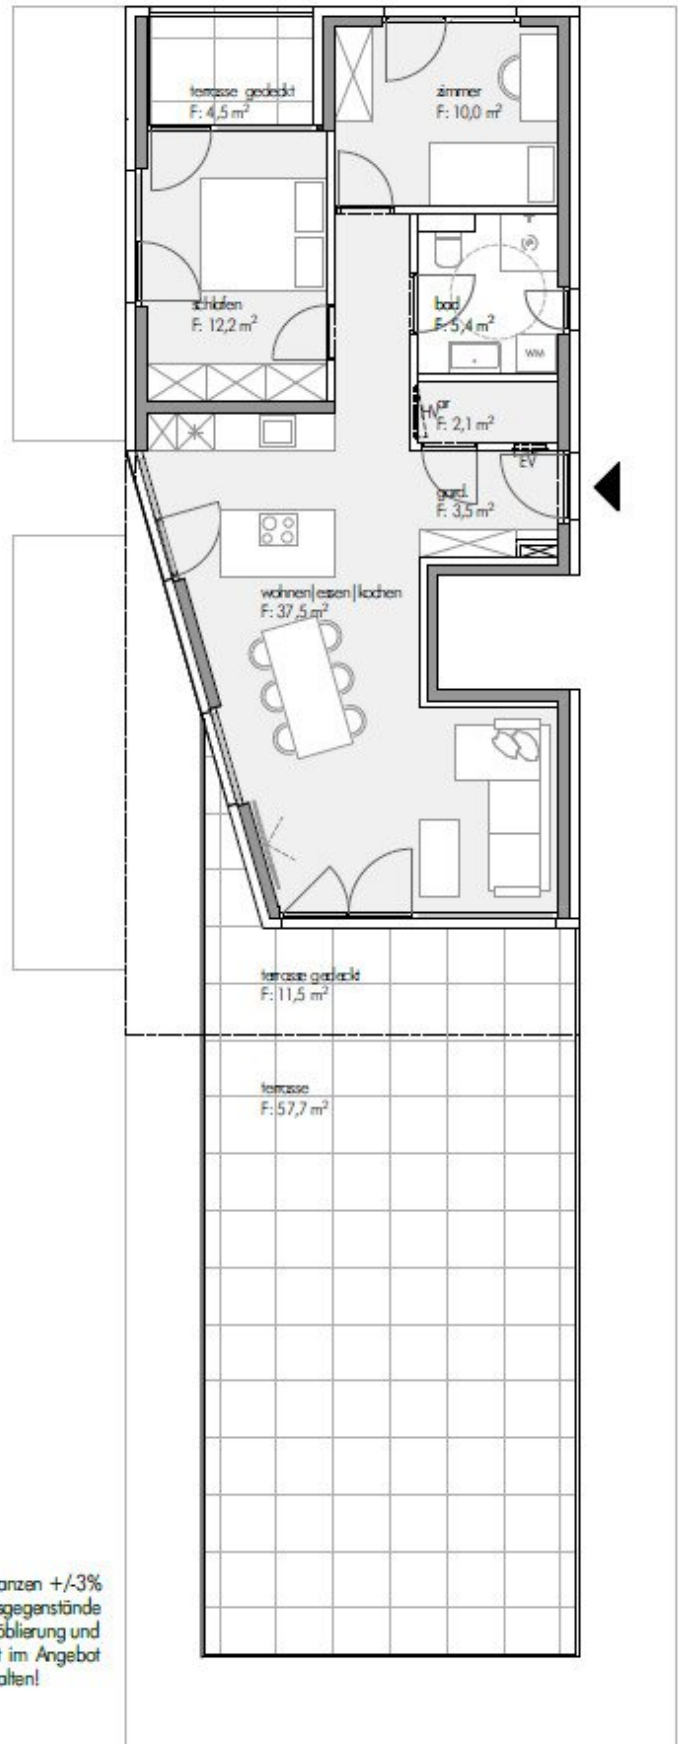 terrasse gedeckt
F: 4,5 m²
zimmer
F: 10,0 m²
schlafen
F: 12,2 m²
bad
F: 5,4 m²
WM
HV
ar
F: 2,1 m²
EV
gard.
F: 3,5 m²
wohnen|essen|kochen
F: 37,5 m²
terrasse gedeckt
F: 11,5 m²
terrasse
F: 57,7 m²
anzen +/-3%
sgegenstände
öblierung und
t im Angebot
alten!